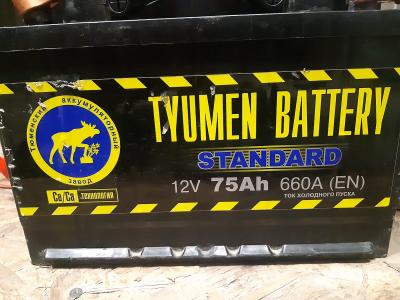 Тюменский аккумуляторный завод
Ca/Ca технология
TYUMEN BATTERY
STANDARD
12V 75Ah 660A (EN)
ТОК ХОЛОДНОГО ПУСКА